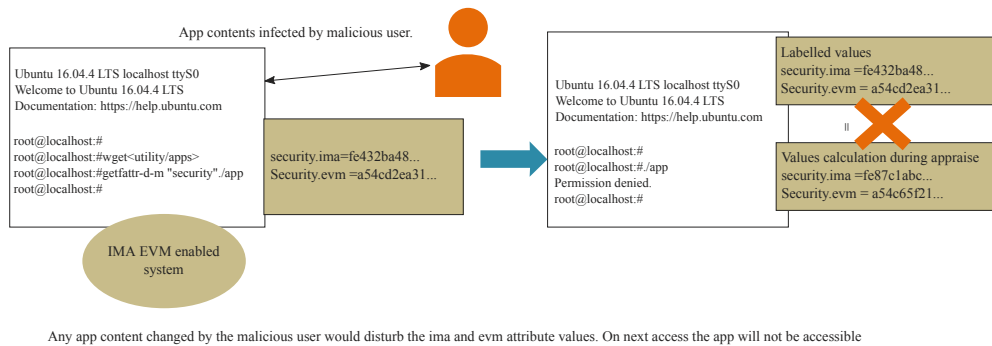 App contents infected by malicious user.
Ubuntu 16.04.4 LTS localhost ttyS0
Welcome to Ubuntu 16.04.4 LTS
Documentation: https://help.ubuntu.com
root@localhost:#
root@localhost:#wget<utility/apps>
root@localhost:#getfattr-d-m "security"./app
root@localhost:#
security.ima=fe432ba48...
Security.evm =a54cd2ea31...
IMA EVM enabled
system
Ubuntu 16.04.4 LTS localhost ttyS0
Welcome to Ubuntu 16.04.4 LTS
Documentation: https://help.ubuntu.com
root@localhost:#
root@localhost:#./app
Permission denied.
root@localhost:#
Labelled values
security.ima =fe432ba48...
Security.evm = a54cd2ea31...
=
Values calculation during appraise
security.ima =fe87c1abc...
Security.evm = a54c65f21...
Any app content changed by the malicious user would disturb the ima and evm attribute values. On next access the app will not be accessible